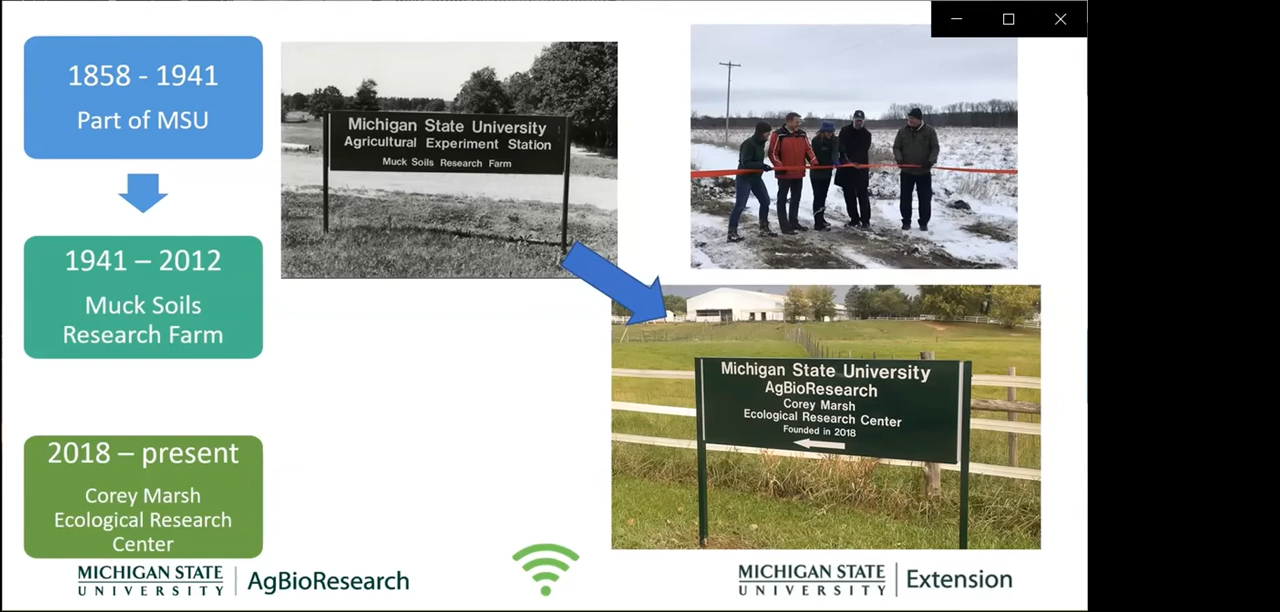 1858 - 1941
Part of MSU
1941 – 2012
Muck Soils
Research Farm
2018 – present
Corey Marsh
Ecological Research
Center
Michigan State University
Agricultural Experiment Station
Muck Soils Research Farm
Michigan State University
AgBioResearch
Corey Marsh
Ecological Research Center
Founded in 2018
MICHIGAN STATE
UNIVERSITY
AgBioResearch
MICHIGAN STATE
UNIVERSITY
Extension